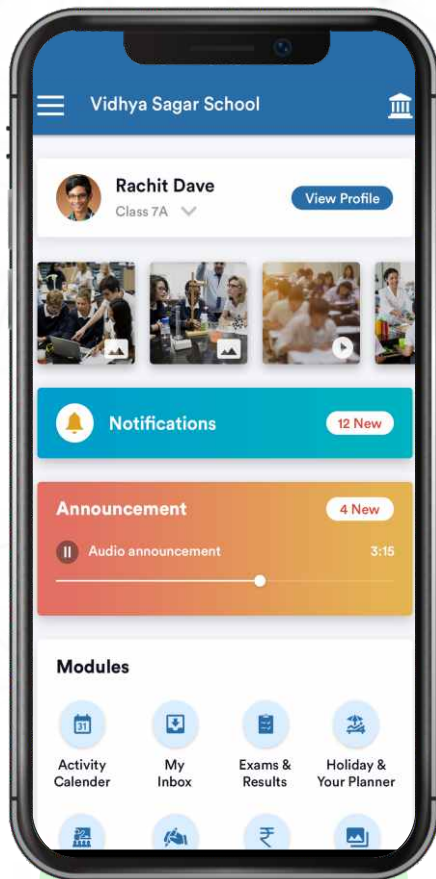 Vidhya Sagar School
Rachit Dave
Class 7A
View Profile
Notifications
12 New
Announcement
4 New
Audio announcement
3:15
Modules
31
Activity
Calender
My
Inbox
Exams &
Results
Holiday &
Your Planner
₹